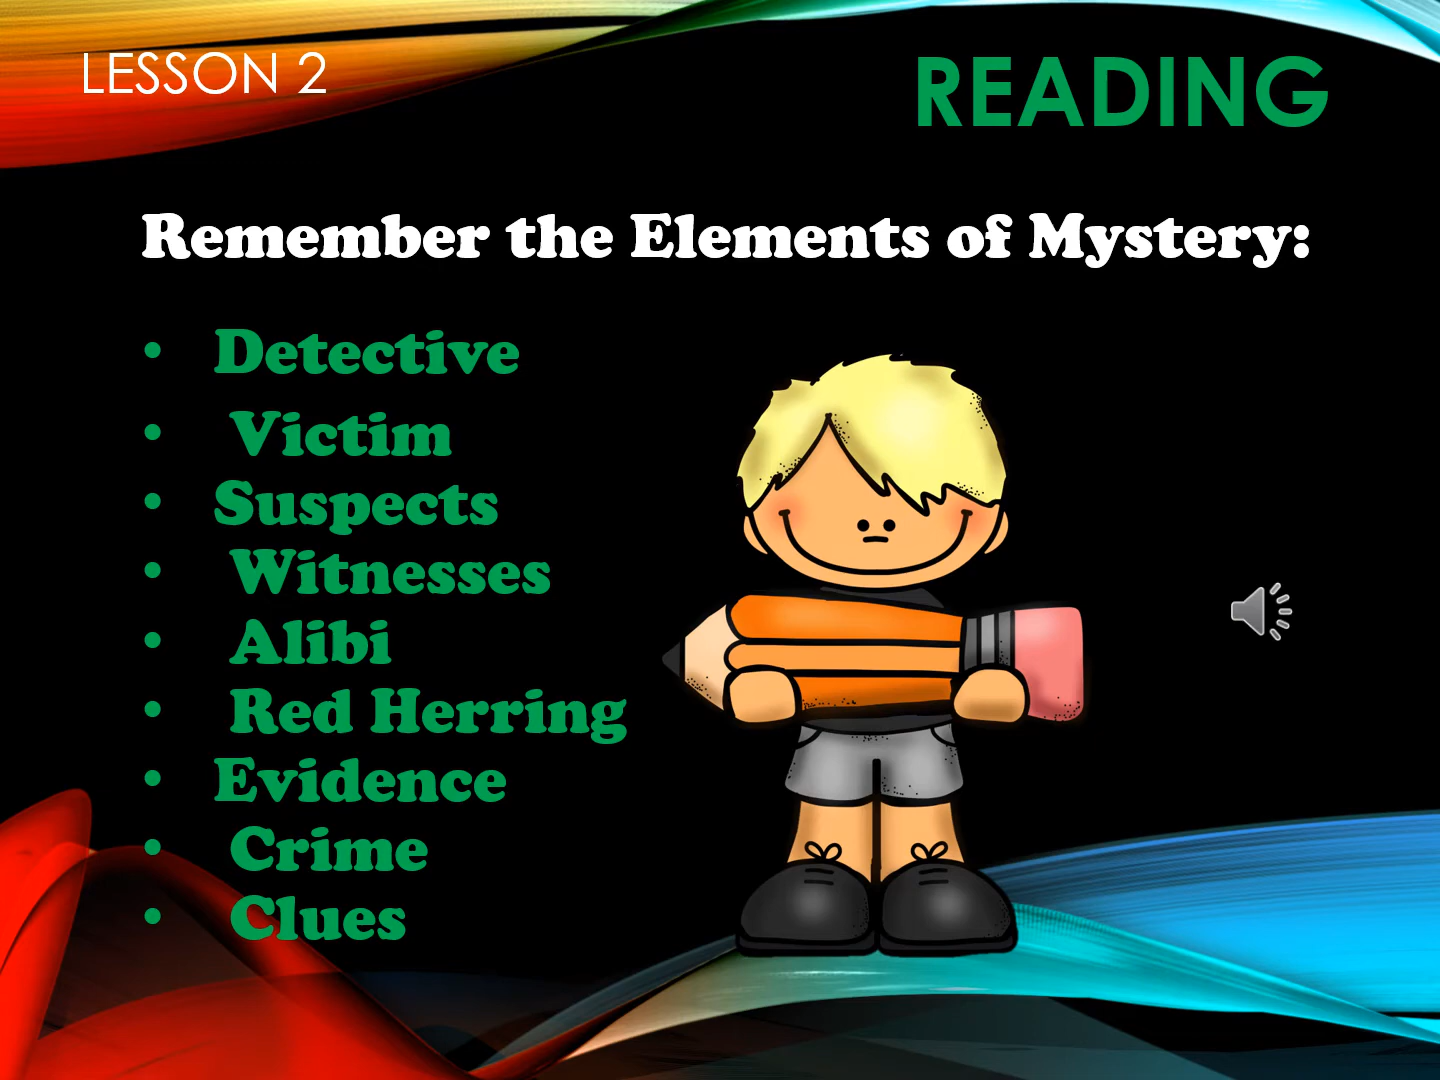 LESSON 2
READING
Remember the Elements of Mystery:
• Detective
• Victim
• Suspects
• Witnesses
• Alibi
• Red Herring
• Evidence
• Crime
• Clues